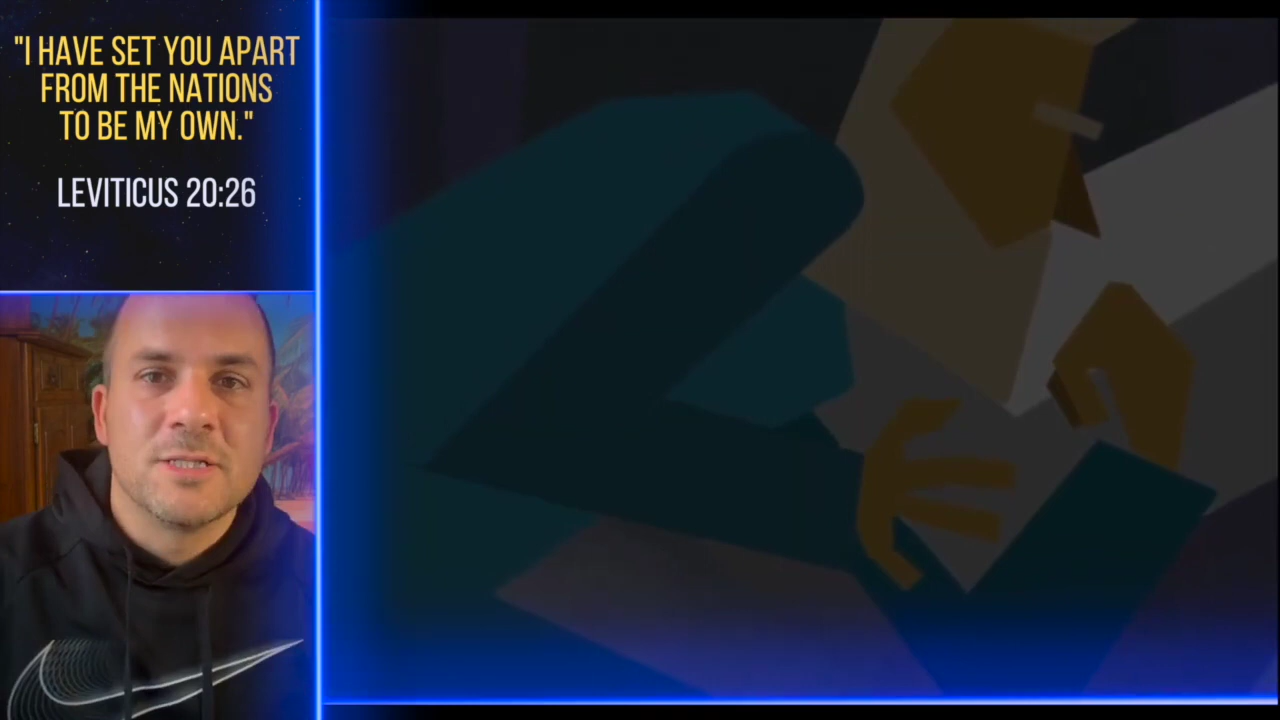 "I HAVE SET YOU APART
FROM THE NATIONS
TO BE MY OWN."
LEVITICUS 20:26